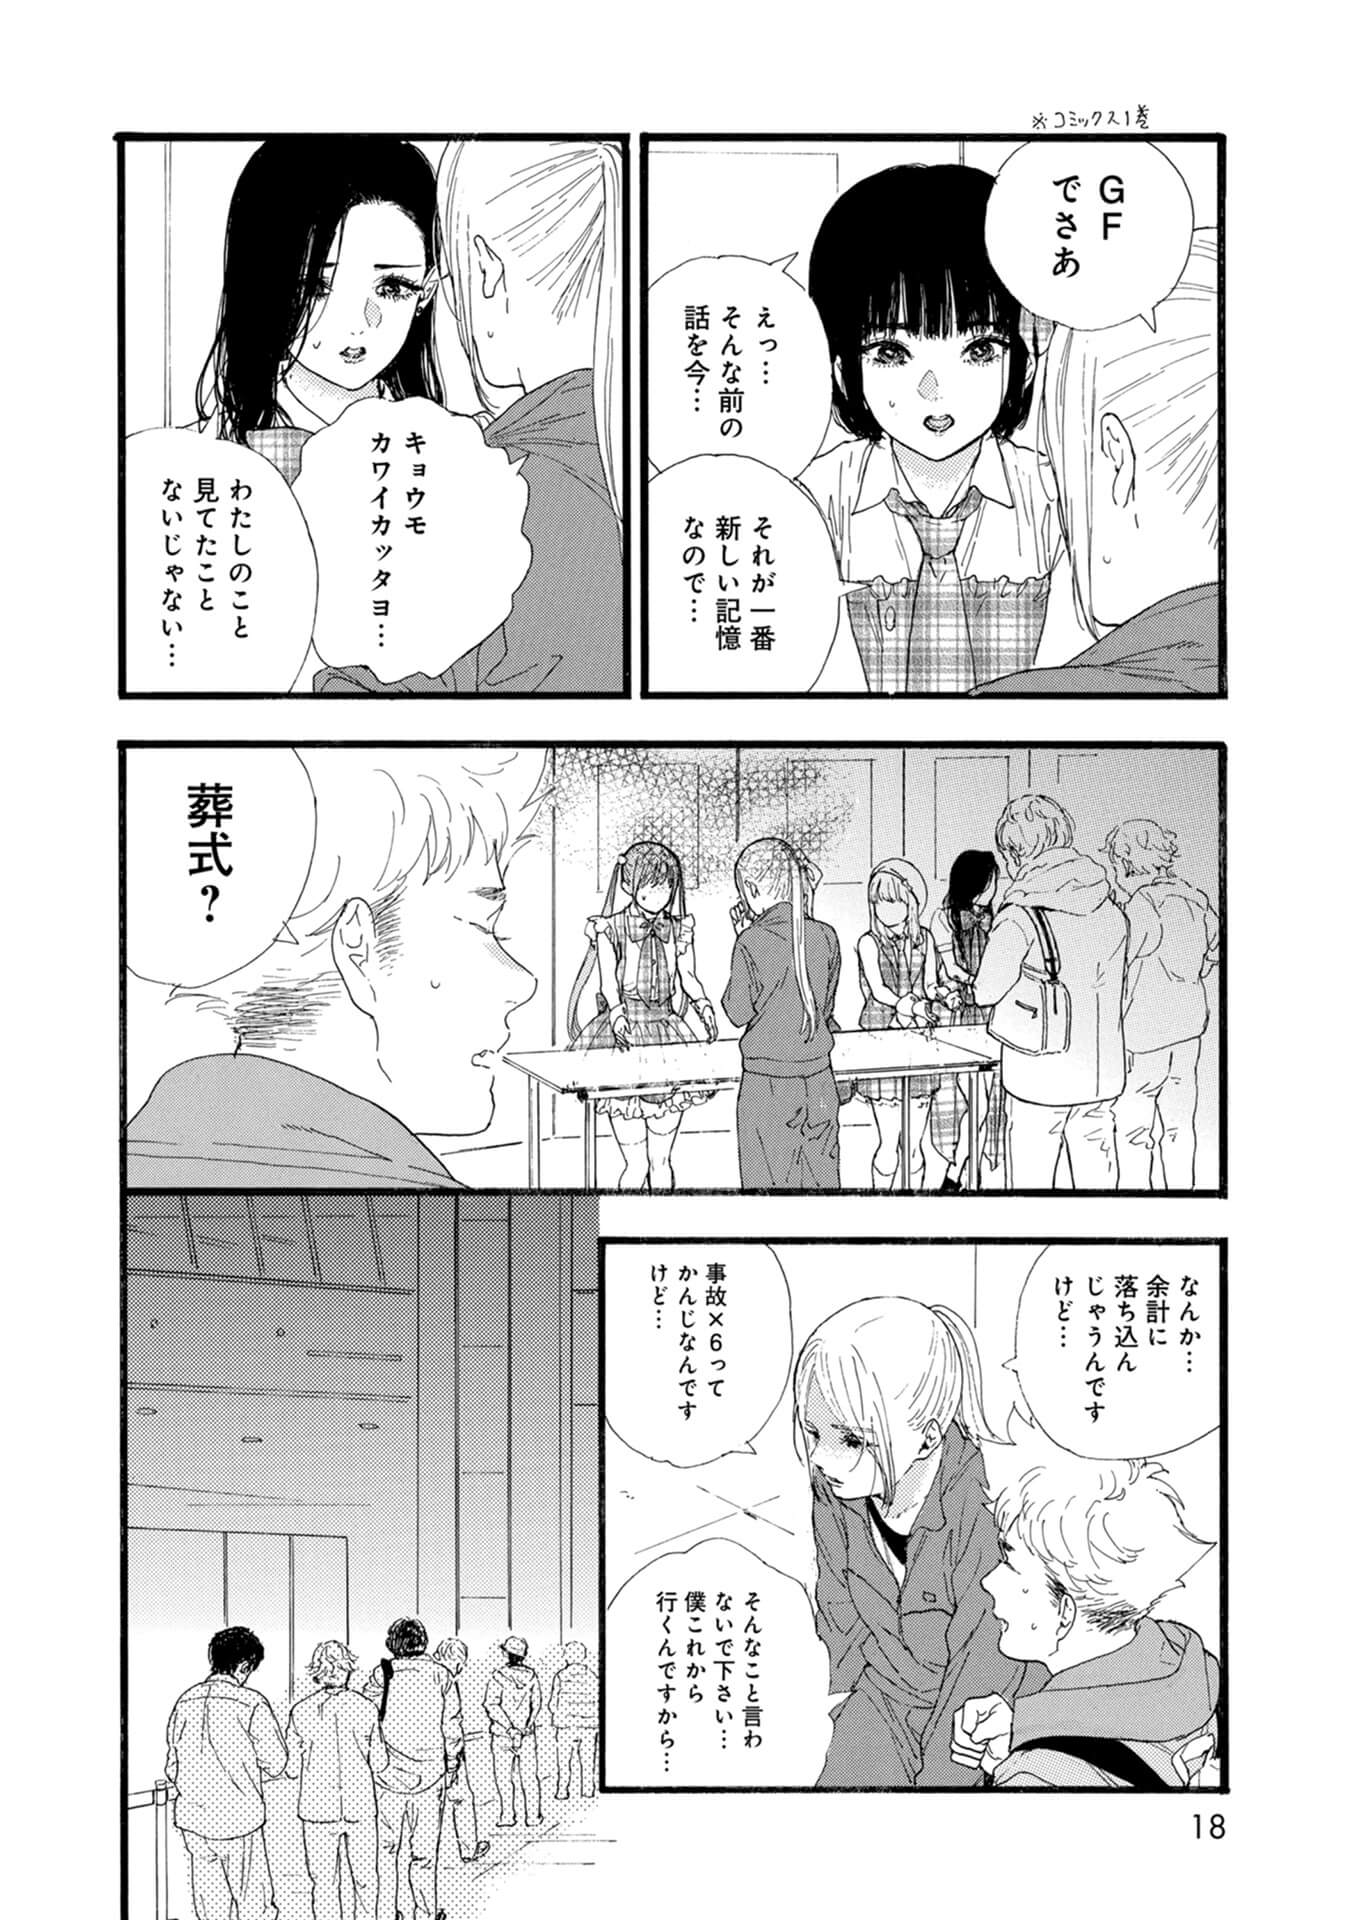 ※コミックス1巻
GF
でさあ
えっ…
そんな前の
話を今…
それが一番
新しい記憶
なので…
キョウモ
カワイカッタヨ…
わたしのこと
見てたこと
ないじゃない…
葬式?
なんか…
余計に
落ち込ん
じゃうんです
けど…
事故×6って
かんじなんです
けど…
そんなこと言わ
ないで下さい…
僕これから
行くんですから…
18